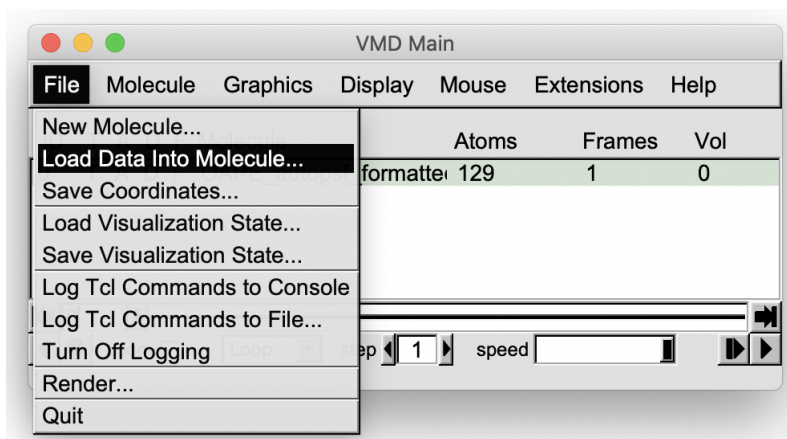 VMD Main
File Molecule Graphics Display Mouse Extensions Help
New Molecule...
Atoms Frames Vol
Load Data Into Molecule...
129 1 0
Save Coordinates...
Load Visualization State...
Save Visualization State...
Log Tcl Commands to Console
Log Tcl Commands to File...
Turn Off Logging
Loop step 1 speed
Render...
Quit